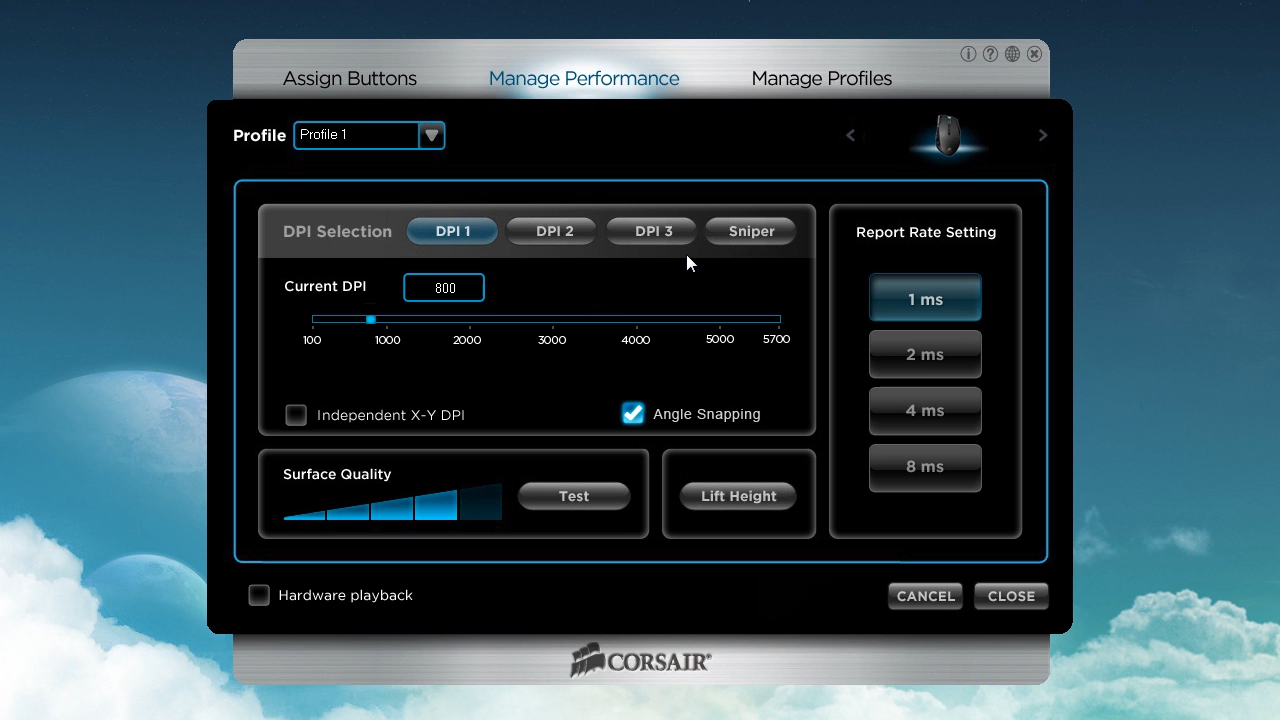 Assign Buttons Manage Performance Manage Profiles
Profile Profile 1
DPI Selection DPI 1 DPI 2 DPI 3 Sniper
Current DPI 800
100 1000 2000 3000 4000 5000 5700
Independent X-Y DPI Angle Snapping
Surface Quality
Test
Lift Height
Report Rate Setting
1 ms
2 ms
4 ms
8 ms
Hardware playback
CANCEL CLOSE
CORSAIR